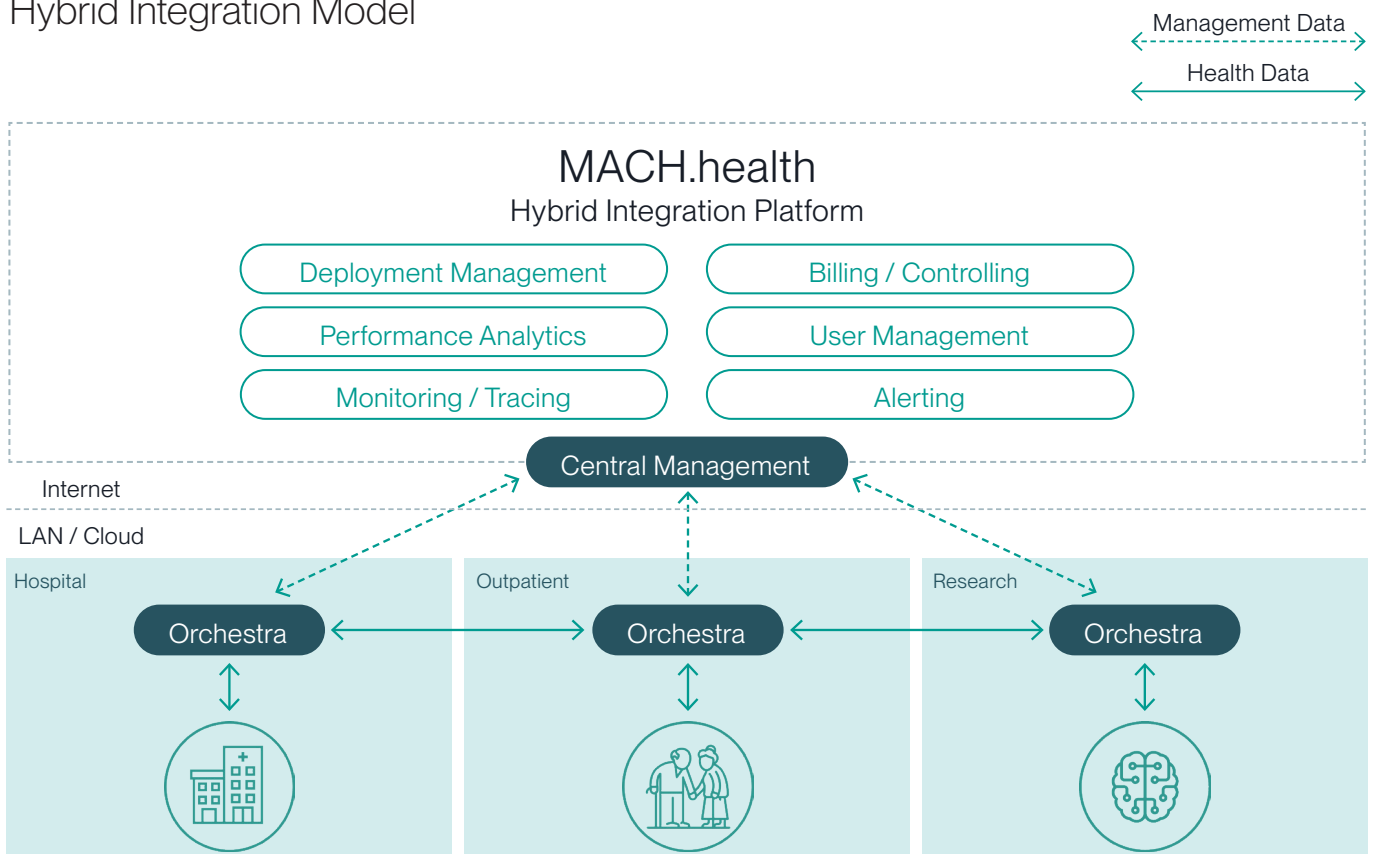 Hybrid Integration Model
Management Data
Health Data
MACH.health
Hybrid Integration Platform
Deployment Management
Billing / Controlling
Performance Analytics
User Management
Monitoring / Tracing
Alerting
Central Management
Internet
LAN / Cloud
Hospital
Outpatient
Research
Orchestra
Orchestra
Orchestra